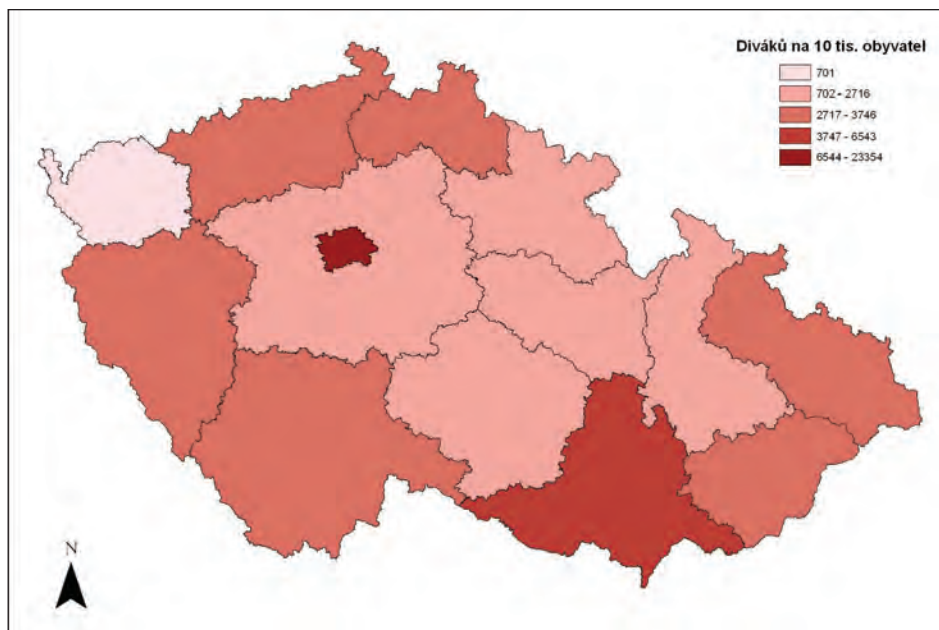 Diváků na 10 tis. obyvatel
701
702 - 2716
2717 - 3746
3747 - 6543
6544 - 23354
N